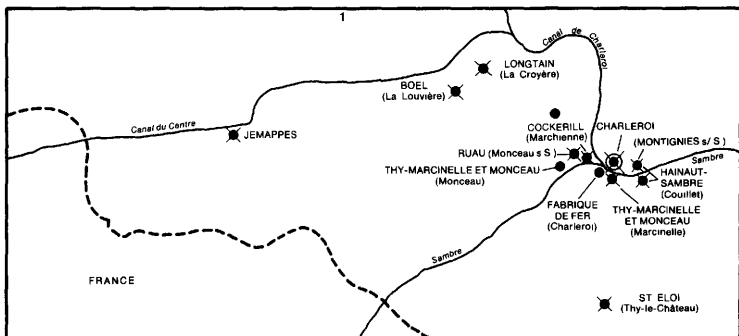 1
Canal de Charleroi
LONGTAIN
(La Croyère)
BOEL
(La Louvière)
Canal du Centre
JEMAPPES
COCKERILL
(Marchienne)
CHARLEROI
(MONTIGNIES s/ S)
RUAU (Monceau s S)
Sambre
THY-MARCINELLE ET MONCEAU
(Monceau)
HAINAUT-
SAMBRE
(Couillet)
FABRIQUE
DE FER
(Charleroi)
THY-MARCINELLE
ET MONCEAU
(Marcinelle)
Sambre
FRANCE
ST ELOI
(Thy-le-Château)